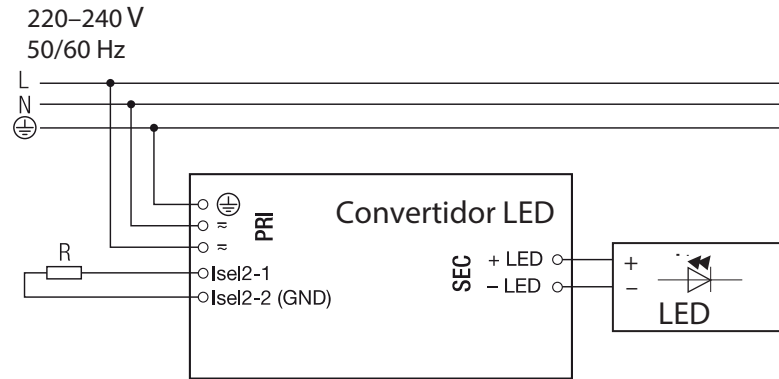 220–240 V
50/60 Hz
L
N
PRI
≂
≂
Convertidor LED
R
Isel2-1
Isel2-2 (GND)
SEC
+ LED
– LED
+
–
LED